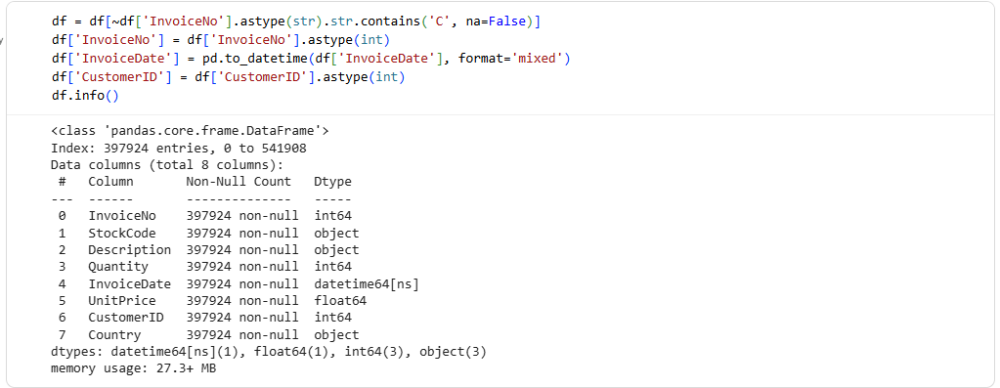 df = df[~df['InvoiceNo'].astype(str).str.contains('C', na=False)]
df['InvoiceNo'] = df['InvoiceNo'].astype(int)
df['InvoiceDate'] = pd.to_datetime(df['InvoiceDate'], format='mixed')
df['CustomerID'] = df['CustomerID'].astype(int)
df.info()
<class 'pandas.core.frame.DataFrame'>
Index: 397924 entries, 0 to 541908
Data columns (total 8 columns):
 #   Column       Non-Null Count   Dtype
---  ------       --------------   -----
 0   InvoiceNo    397924 non-null  int64
 1   StockCode    397924 non-null  object
 2   Description  397924 non-null  object
 3   Quantity     397924 non-null  int64
 4   InvoiceDate  397924 non-null  datetime64[ns]
 5   UnitPrice    397924 non-null  float64
 6   CustomerID   397924 non-null  int64
 7   Country      397924 non-null  object
dtypes: datetime64[ns](1), float64(1), int64(3), object(3)
memory usage: 27.3+ MB